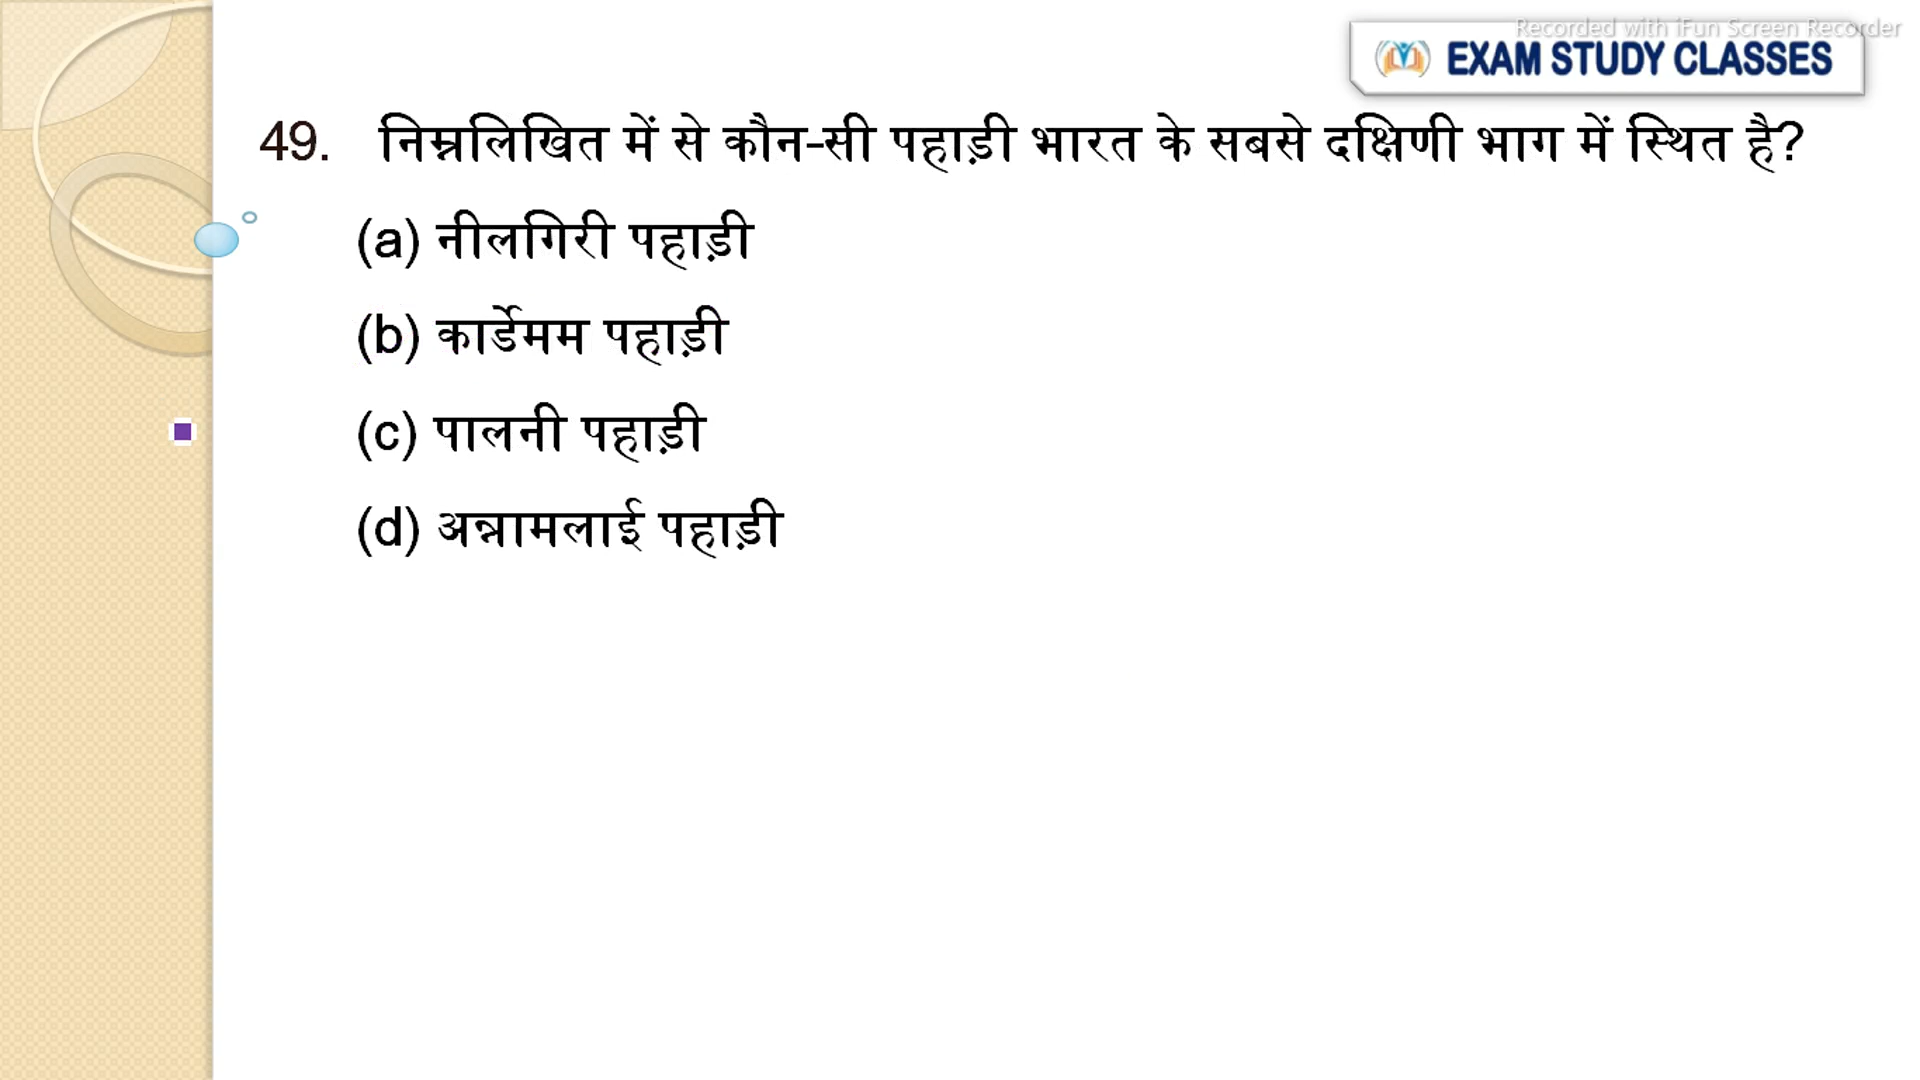 Recorded with iFun Screen Recorder
EXAM STUDY CLASSES
49. निम्नलिखित में से कौन-सी पहाड़ी भारत के सबसे दक्षिणी भाग में स्थित है?
(a) नीलगिरी पहाड़ी
(b) कार्डेमम पहाड़ी
(c) पालनी पहाड़ी
(d) अन्नामलाई पहाड़ी